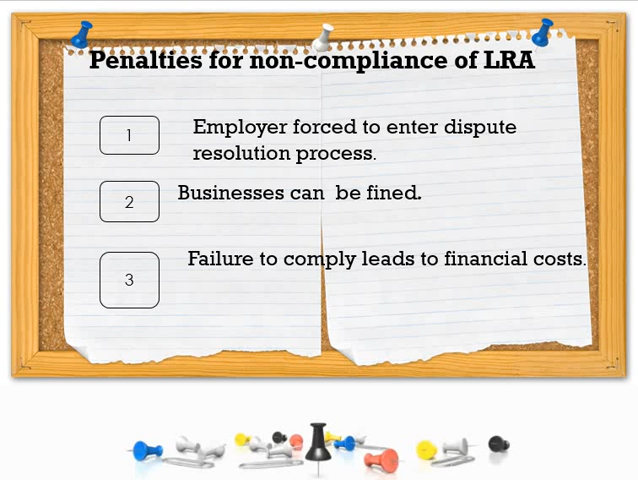 Penalties for non-compliance of LRA
1
Employer forced to enter dispute
resolution process.
2
Businesses can  be fined.
3
Failure to comply leads to financial costs.